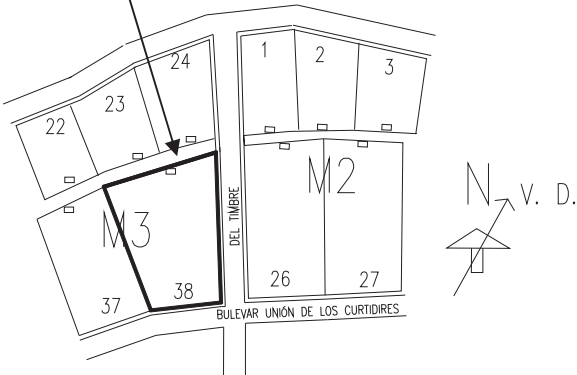 1
2
3
24
23
22
M2
DEL TIMBRE
N V. D.
M3
26
27
38
37
BULEVAR UNIÓN DE LOS CURTIDIRES